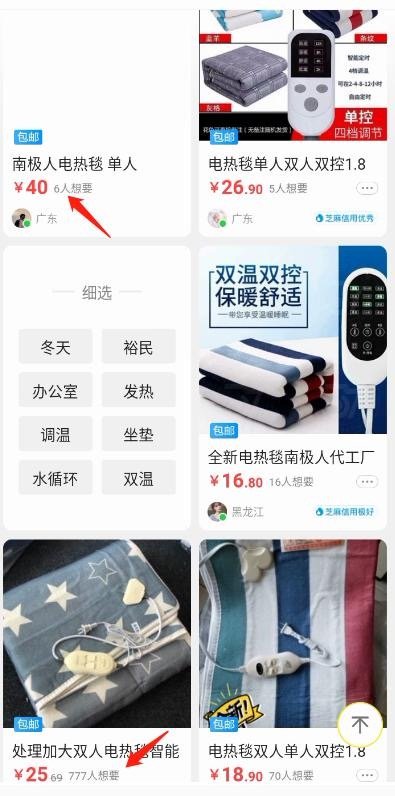 包邮
南极人电热毯 单人
¥40 6人想要
广东
蓝羊
条纹
灰格
智能定时
4档调温
可在2-4-8-12小时
自由定时
单控
四档调节
包邮
电热毯单人双人双控1.8
¥26.90 5人想要
广东
芝麻信用优秀
细选
冬天
裕民
办公室
发热
调温
坐垫
水循环
双温
双温双控
保暖舒适
带您享受温暖睡眠
包邮
全新电热毯南极人代工厂
¥16.80 16人想要
黑龙江
芝麻信用极好
包邮
处理加大双人电热毯智能
¥25.69 777人想要
全新
包邮
电热毯双人单人双控1.8
¥18.90 70人想要